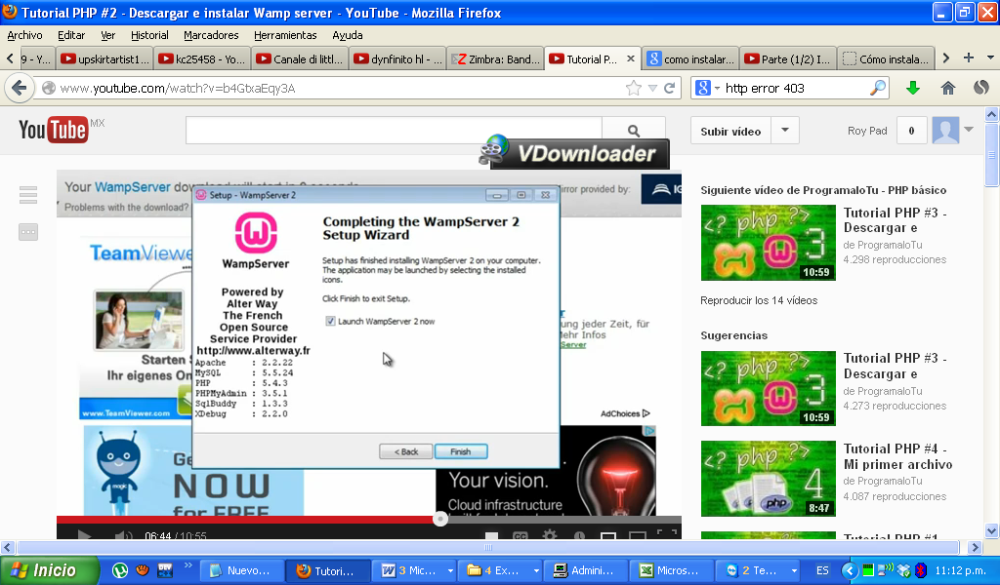 Tutorial PHP #2 - Descargar e instalar Wamp server - YouTube - Mozilla Firefox
Archivo Editar Ver Historial Marcadores Herramientas Ayuda
9 - Y... upskirtartist1... kc25458 - Yo... Canale di littl... dynfinito hl - ... Zimbra: Band... Tutorial P... como instalar... Parte (1/2) I... Cómo instala...
www.youtube.com/watch?v=b4GtxaEqy3A
http error 403
YouTube MX
Subir vídeo
Roy Pad
0
VDownloader
Your WampServer download will start in 0 seconds
Problems with the download?
mirror provided by:
TeamViewer
Starten
Ihr eigenes On
www.TeamViewer.com
Setup - WampServer 2
WampServer
Powered by
Alter Way
The French
Open Source
Service Provider
http://www.alterway.fr
Apache : 2.2.22
MySQL : 5.5.24
PHP : 5.4.3
PHPMyAdmin : 3.5.1
SqlBuddy : 1.3.3
XDebug : 2.2.0
Completing the WampServer 2
Setup Wizard
Setup has finished installing WampServer 2 on your computer.
The application may be launched by selecting the installed
icons.
Click Finish to exit Setup.
Launch WampServer 2 now
< Back
Finish
ung jeder Zeit, für
Mehr Infos
Server
AdChoices
magic
Ge
NOW
for FREE
Your vision.
Cloud infrastructure
06:44 / 10:55
Siguiente vídeo de ProgramaloTu - PHP básico
<? php ?>
3
10:59
Tutorial PHP #3 -
Descargar e
de ProgramaloTu
4.298 reproducciones
Reproducir los 14 vídeos
Sugerencias
<? php ?>
3
10:59
Tutorial PHP #3 -
Descargar e
de ProgramaloTu
4.273 reproducciones
<? php ?>
4
php
8:47
Tutorial PHP #4 -
Mi primer archivo
de ProgramaloTu
4.087 reproducciones
Tutorial PHP #1
Inicio
Nuevo...
Tutori...
3 Mic...
4 Ex...
Admini...
Micros...
2 Te...
ES
11:12 p.m.